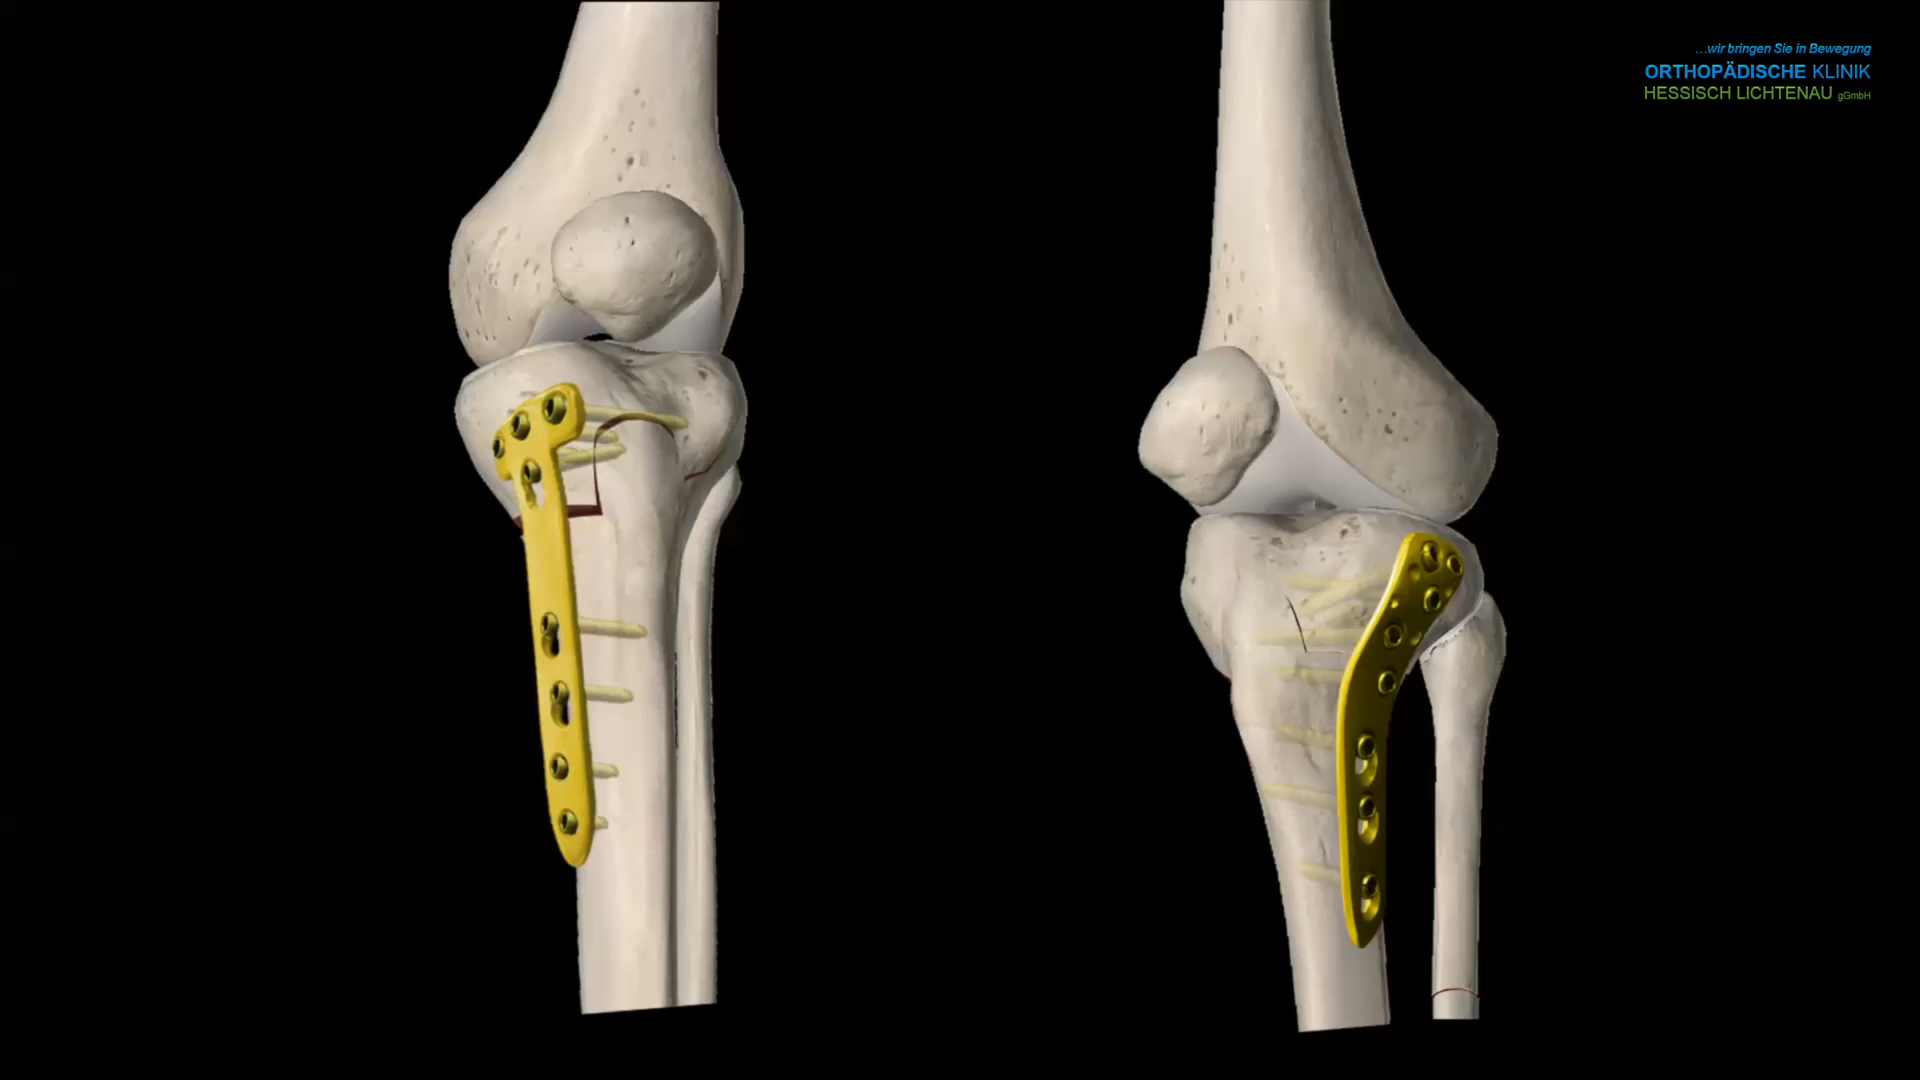 ...wir bringen Sie in Bewegung
ORTHOPÄDISCHE KLINIK
HESSISCH LICHTENAU gGmbH